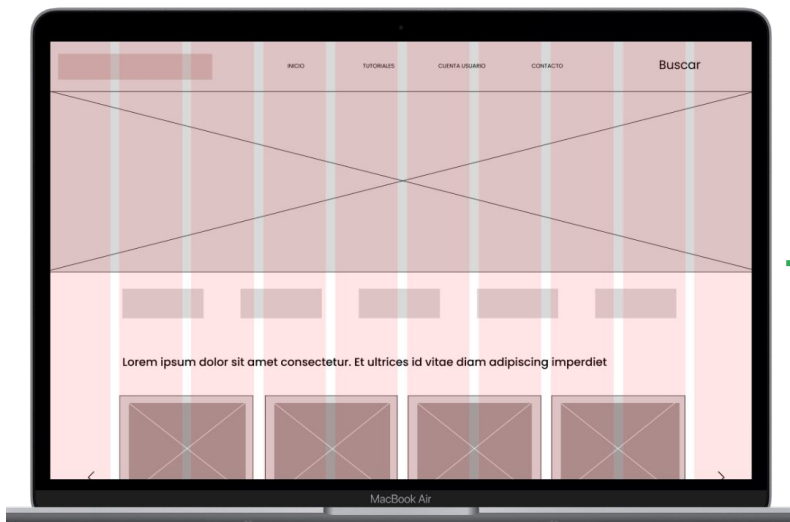 INICIO TUTORIALES CUENTA USUARIO CONTACTO Buscar
Lorem ipsum dolor sit amet consectetur. Et ultrices id vitae diam adipiscing imperdiet
MacBook Air